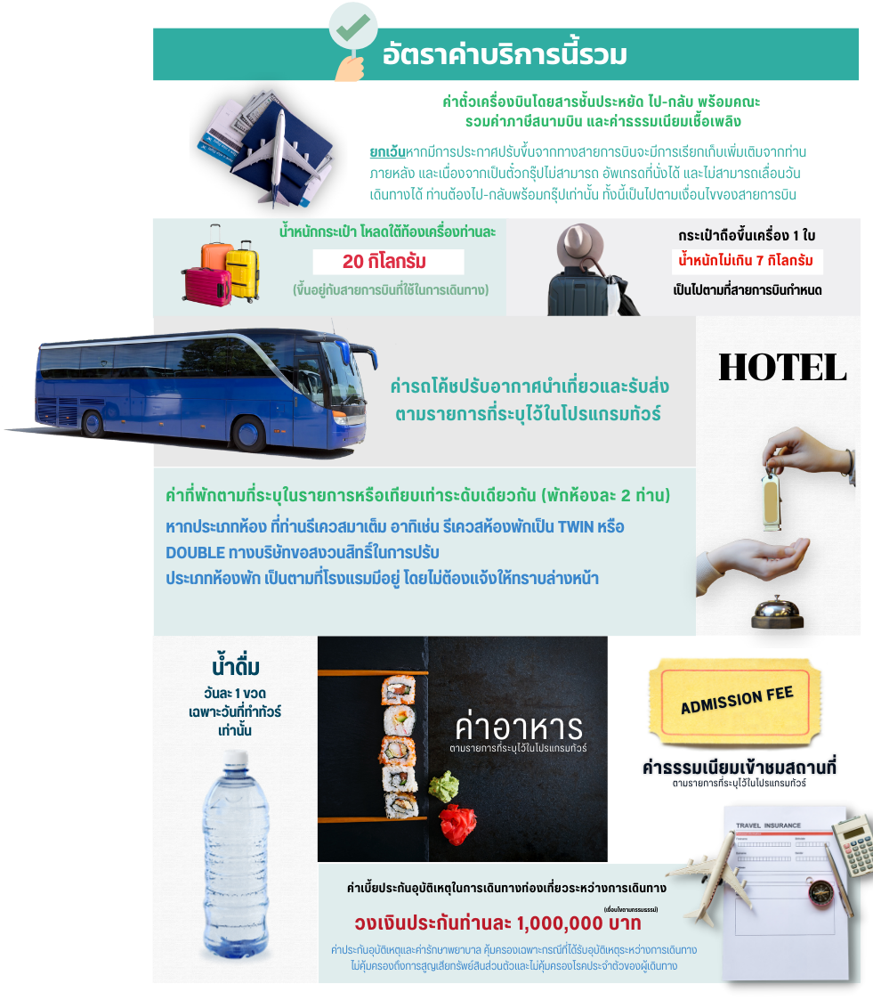 อัตราค่าบริการนี้รวม
ค่าตั๋วเครื่องบินโดยสารชั้นประหยัด ไป-กลับ พร้อมคณะ
รวมค่าภาษีสนามบิน และค่าธรรมเนียมเชื้อเพลิง
ยกเว้นหากมีการประกาศปรับขึ้นจากทางสายการบินจะมีการเรียกเก็บเพิ่มเติมจากท่าน
ภายหลัง และเนื่องจากเป็นตั๋วกรุ๊ปไม่สามารถ อัพเกรดที่นั่งได้ และไม่สามารถเลื่อนวัน
เดินทางได้ ท่านต้องไป-กลับพร้อมกรุ๊ปเท่านั้น ทั้งนี้เป็นไปตามเงื่อนไขของสายการบิน
น้ำหนักกระเป๋า โหลดใต้ท้องเครื่องท่านละ
20 กิโลกรัม
(ขึ้นอยู่กับสายการบินที่ใช้ในการเดินทาง)
กระเป๋าถือขึ้นเครื่อง 1 ใบ
น้ำหนักไม่เกิน 7 กิโลกรัม
เป็นไปตามที่สายการบินกำหนด
ค่ารถโค้ชปรับอากาศนำเที่ยวและรับส่ง
ตามรายการที่ระบุไว้ในโปรแกรมทัวร์
HOTEL
ค่าที่พักตามที่ระบุในรายการหรือเทียบเท่าระดับเดียวกัน (พักห้องละ 2 ท่าน)
หากประเภทห้อง ที่ท่านรีเควสมาเต็ม อาทิเช่น รีเควสห้องพักเป็น TWIN หรือ
DOUBLE ทางบริษัทขอสงวนสิทธิ์ในการปรับ
ประเภทห้องพัก เป็นตามที่โรงแรมมีอยู่ โดยไม่ต้องแจ้งให้ทราบล่างหน้า
น้ำดื่ม
วันละ 1 ขวด
เฉพาะวันที่ทำทัวร์
เท่านั้น
ค่าอาหาร
ตามรายการที่ระบุไว้ในโปรแกรมทัวร์
ADMISSION FEE
ค่าธรรมเนียมเข้าชมสถานที่
ตามรายการที่ระบุไว้ในโปรแกรมทัวร์
TRAVEL INSURANCE
ค่าเบี้ยประกันอุบัติเหตุในการเดินทางท่องเที่ยวระหว่างการเดินทาง
(เงื่อนไขตามกรมธรรม์)
วงเงินประกันท่านละ 1,000,000 บาท
ค่าประกันอุบัติเหตุและค่ารักษาพยาบาล คุ้มครองเฉพาะกรณีที่ได้รับอุบัติเหตุระหว่างการเดินทาง
ไม่คุ้มครองถึงการสูญเสียทรัพย์สินส่วนตัวและไม่คุ้มครองโรคประจำตัวของผู้เดินทาง